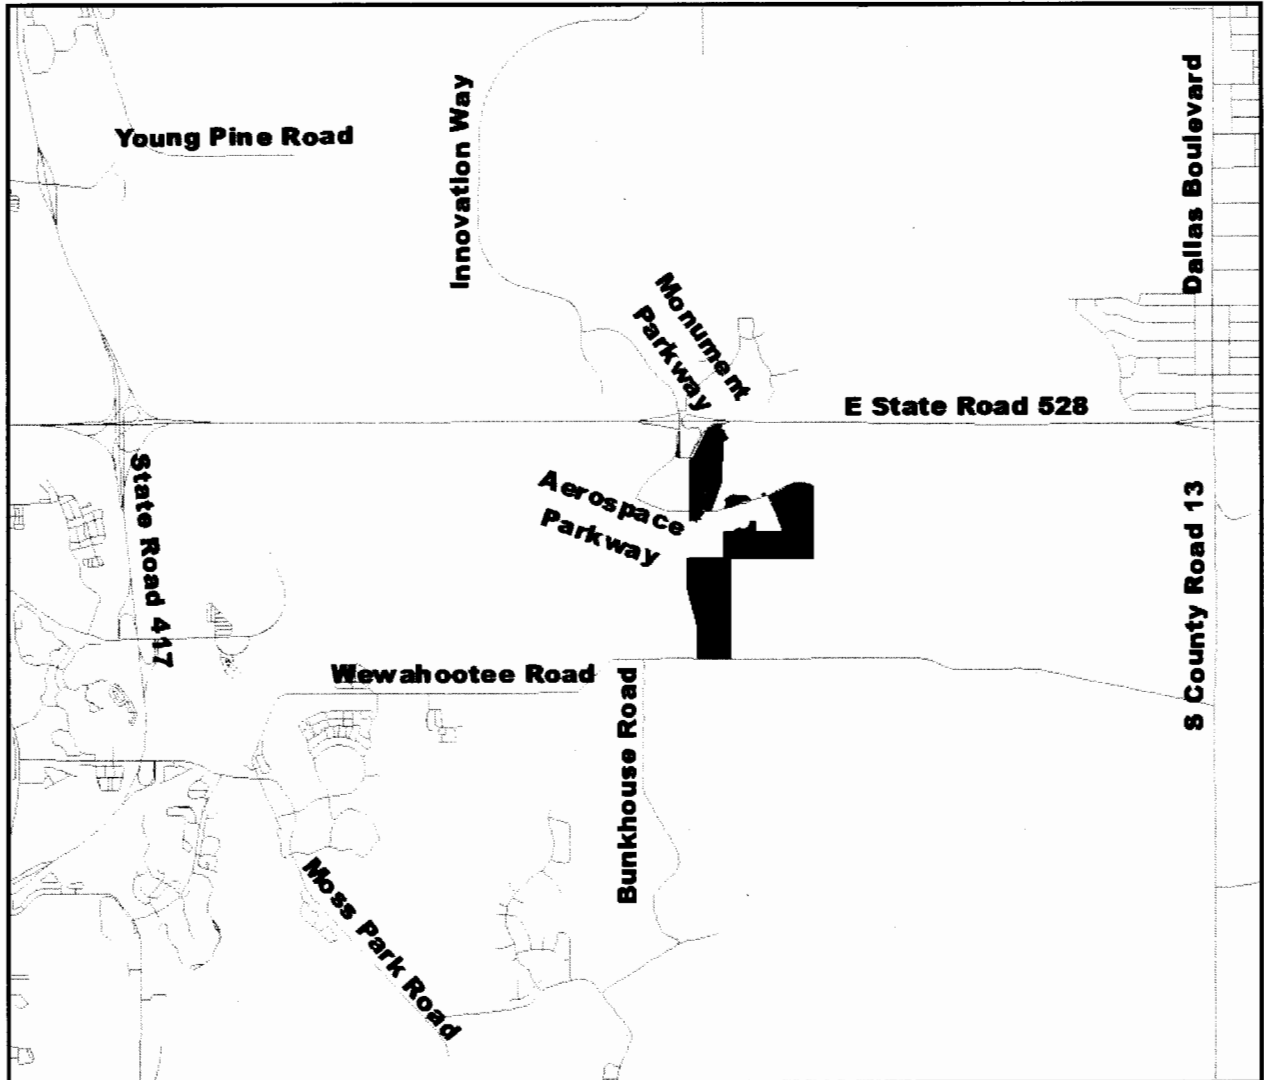 Young Pine Road
Innovation Way
Dallas Boulevard
Monument
Parkway
E State Road 528
State Road 417
Aerospace
Parkway
S County Road 13
Wewahootee Road
Bunkhouse Road
Moss Park Road